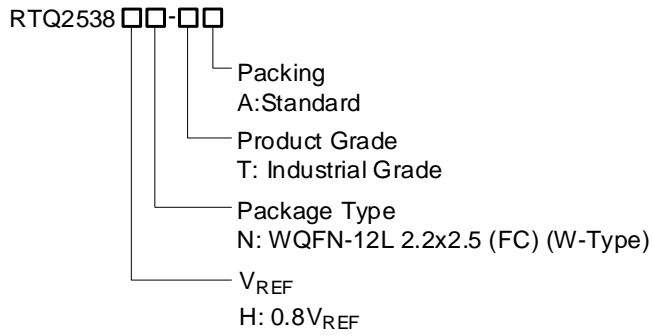 RTQ2538 □□-□□
Packing
A:Standard
Product Grade
T: Industrial Grade
Package Type
N: WQFN-12L 2.2x2.5 (FC) (W-Type)
VREF
H: 0.8VREF